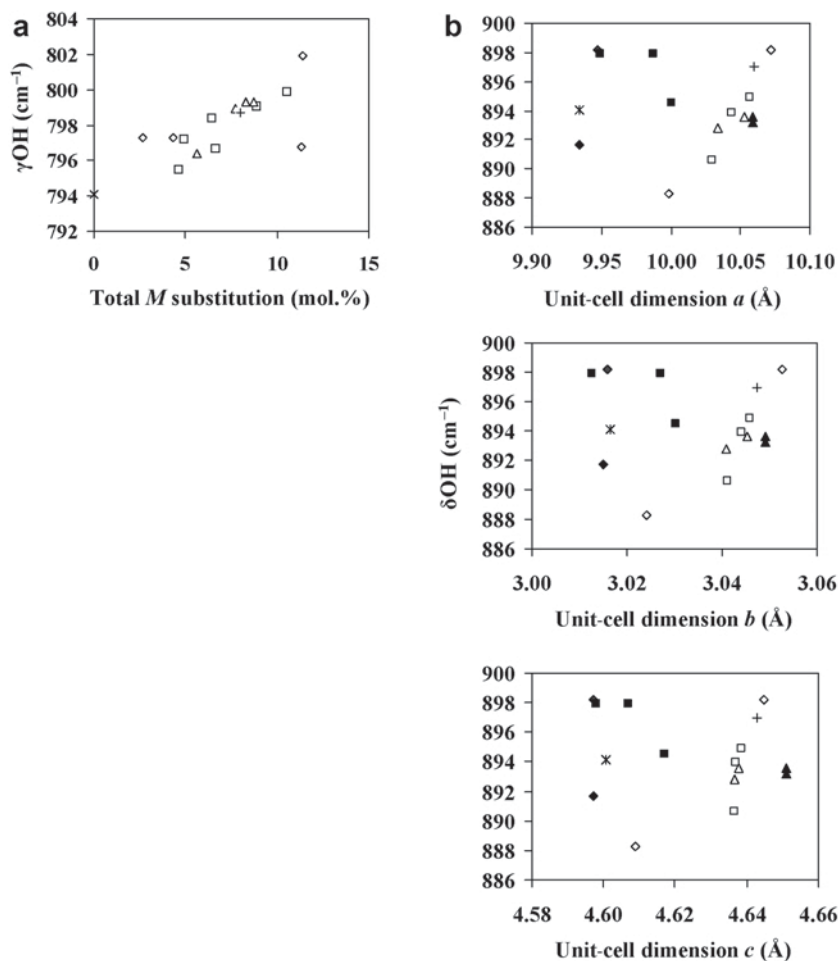 a
804
802
800
798
796
794
792
γOH (cm⁻¹)
0 5 10 15
Total M substitution (mol.%)
b
900
898
896
894
892
890
888
886
9.90 9.95 10.00 10.05 10.10
Unit-cell dimension a (Å)
900
898
896
894
892
890
888
886
δOH (cm⁻¹)
3.00 3.02 3.04 3.06
Unit-cell dimension b (Å)
900
898
896
894
892
890
888
886
4.58 4.60 4.62 4.64 4.66
Unit-cell dimension c (Å)